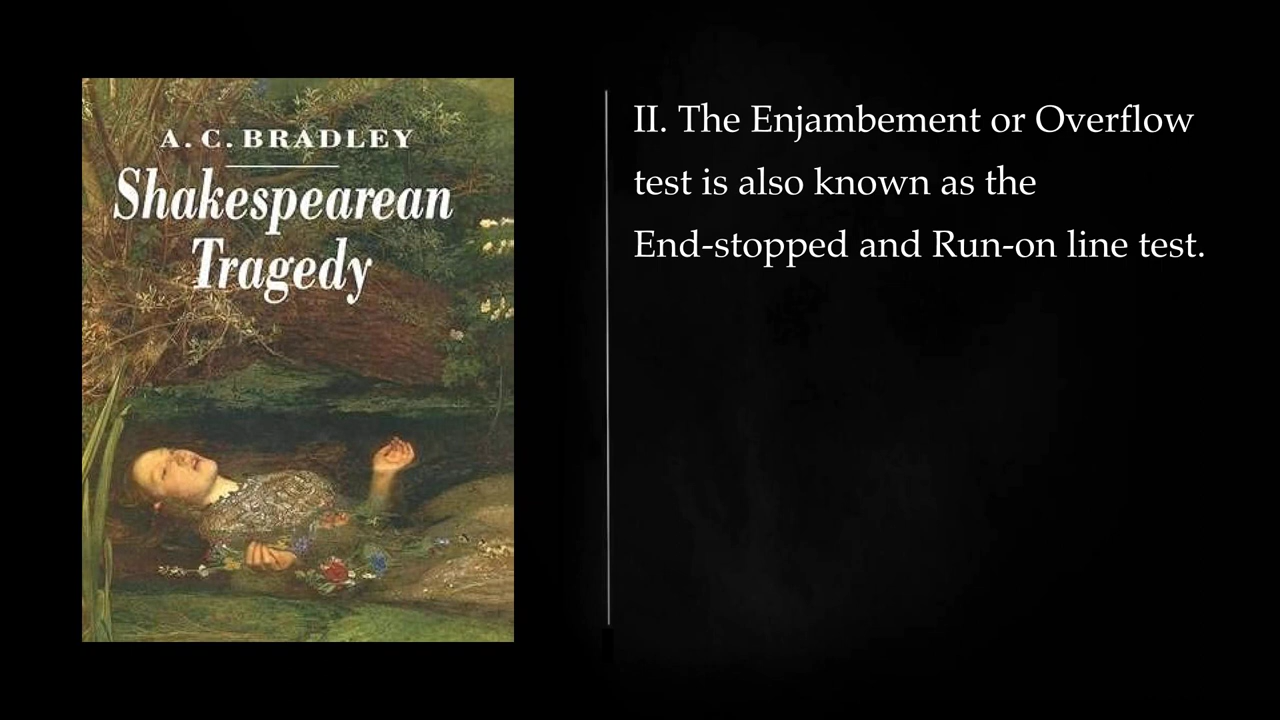 A. C. BRADLEY
Shakespearean
Tragedy
II. The Enjambement or Overflow
test is also known as the
End-stopped and Run-on line test.